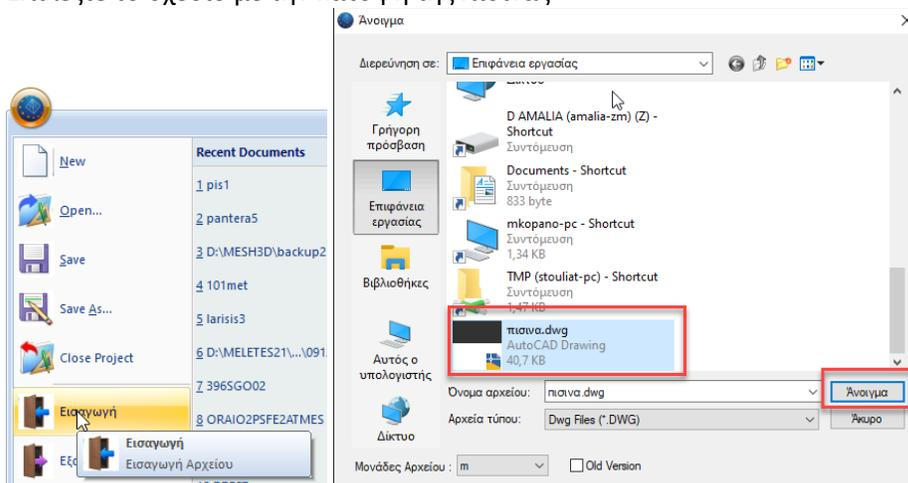 Άνοιγμα
Διερεύνηση σε:
Επιφάνεια εργασίας
Γρήγορη
πρόσβαση
Επιφάνεια
εργασίας
Βιβλιοθήκες
Αυτός ο
υπολογιστής
Δίκτυο
D AMALIA (amalia-zm) (Z) -
Shortcut
Συντόμευση
Documents - Shortcut
Συντόμευση
833 byte
mkopano-pc - Shortcut
Συντόμευση
1,34 KB
TMP (stouliat-pc) - Shortcut
Συντόμευση
1,47 KB
πισινα.dwg
AutoCAD Drawing
40,7 KB
Όνομα αρχείου:
πισινα.dwg
Άνοιγμα
Αρχεία τύπου:
Dwg Files (*.DWG)
Άκυρο
Μονάδες Αρχείου :
m
Old Version
New
Open...
Save
Save As...
Close Project
Εισαγωγή
Εξ
Εισαγωγή
Εισαγωγή Αρχείου
Recent Documents
1 pis1
2 pantera5
3 D:\MESH3D\backup2
4 101met
5 larisis3
6 D:\MELETES21\...\091.
7 396SGO02
8 ORAIO2PSFE2ATMES